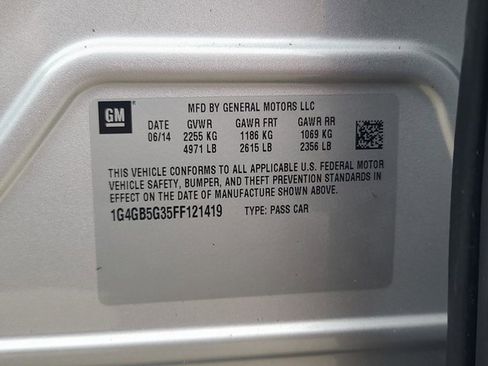 GM
MFD BY GENERAL MOTORS LLC
DATE GVWR GAWR FRT GAWR RR
06/14 2255 KG 1186 KG 1069 KG
4971 LB 2615 LB 2356 LB
THIS VEHICLE CONFORMS TO ALL APPLICABLE U.S. FEDERAL MOTOR
VEHICLE SAFETY, BUMPER, AND THEFT PREVENTION STANDARDS
IN EFFECT ON THE DATE OF MANUFACTURE SHOWN ABOVE.
1G4GB5G35FF121419 TYPE: PASS CAR